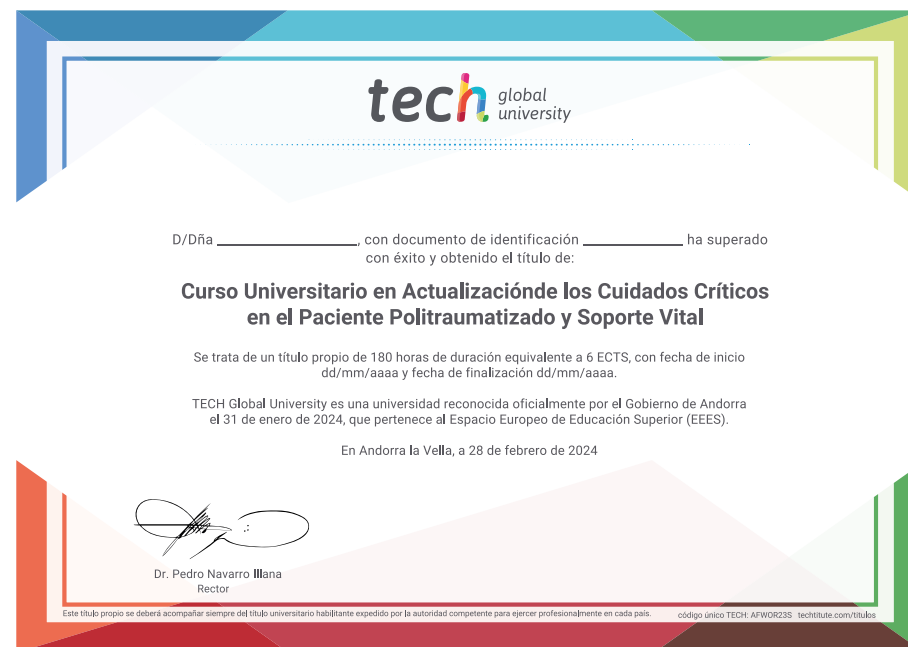 tech global university
D/Dña ____________________, con documento de identificación ______________ ha superado
con éxito y obtenido el título de:
Curso Universitario en Actualizaciónde los Cuidados Críticos
en el Paciente Politraumatizado y Soporte Vital
Se trata de un título propio de 180 horas de duración equivalente a 6 ECTS, con fecha de inicio
dd/mm/aaaa y fecha de finalización dd/mm/aaaa.
TECH Global University es una universidad reconocida oficialmente por el Gobierno de Andorra
el 31 de enero de 2024, que pertenece al Espacio Europeo de Educación Superior (EEES).
En Andorra la Vella, a 28 de febrero de 2024
Dr. Pedro Navarro Illana
Rector
Este título propio se deberá acompañar siempre del título universitario habilitante expedido por la autoridad competente para ejercer profesionalmente en cada país.
código único TECH: AFWOR23S techtitute.com/titulos